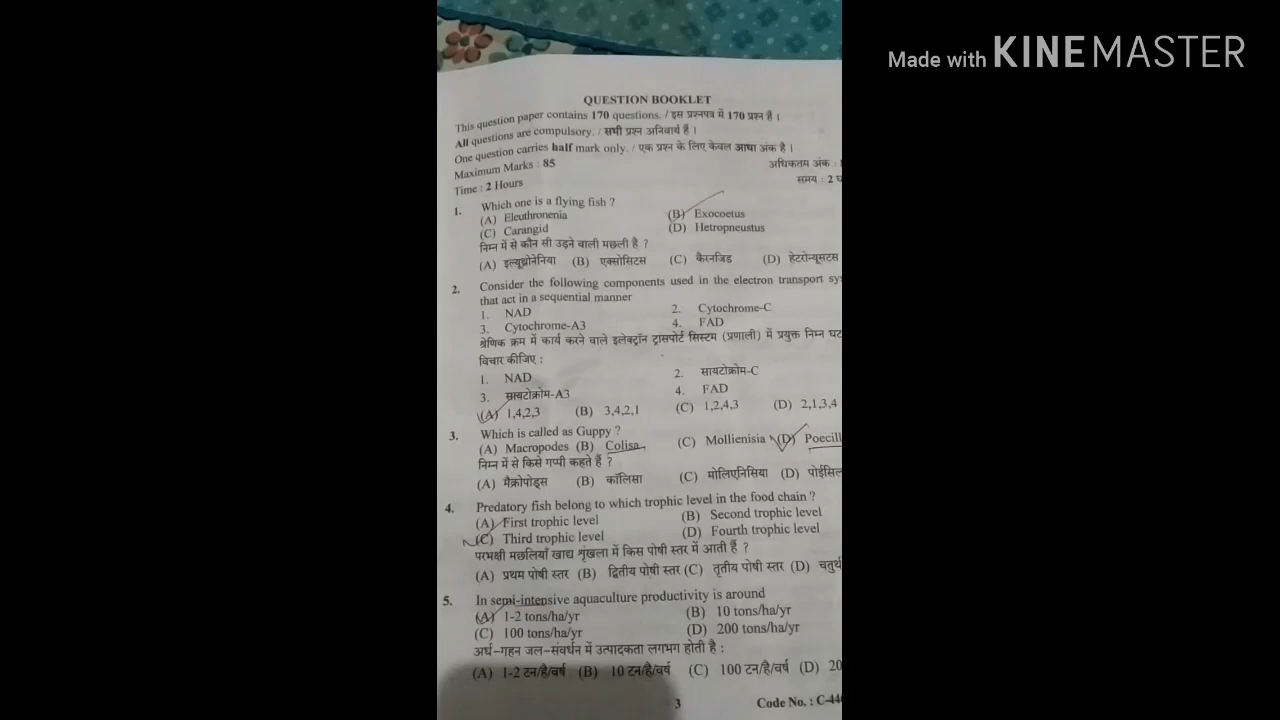 Made with KINEMASTER
QUESTION BOOKLET
This question paper contains 170 questions. / इस प्रश्नपत्र में 170 प्रश्न हैं ।
All questions are compulsory. / सभी प्रश्न अनिवार्य हैं ।
One question carries half mark only. / एक प्रश्न के लिए केवल आधा अंक है ।
Maximum Marks : 85 अधिकतम अंक :
Time : 2 Hours समय : 2
1. Which one is a flying fish ?
(A) Eleuthronenia (B) Exocoetus
(C) Carangid (D) Hetropneustus
निम्न में से कौन सी उड़ने वाली मछली है ?
(A) इल्यूथ्रोनेनिया (B) एक्सोसिटस (C) कैरनजिड (D) हेटरोन्यूसटस
2. Consider the following components used in the electron transport
that act in a sequential manner
1. NAD 2. Cytochrome-C
3. Cytochrome-A3 4. FAD
श्रेणिक क्रम में कार्य करने वाले इलेक्ट्रॉन ट्रांसपोर्ट सिस्टम (प्रणाली) में प्रयुक्त निम्न
विचार कीजिए :
1. NAD 2. सायटोक्रोम-C
3. सायटोक्रोम-A3 4. FAD
(A) 1,4,2,3 (B) 3,4,2,1 (C) 1,2,4,3 (D) 2,1,3,4
3. Which is called as Guppy ?
(A) Macropodes (B) Colisa (C) Mollienisia (D) Poecill
निम्न में से किसे गप्पी कहते हैं ?
(A) मैक्रोपोड्स (B) कॉलिसा (C) मोलिएनिसिया (D) पोईसिल
4. Predatory fish belong to which trophic level in the food chain ?
(A) First trophic level (B) Second trophic level
(C) Third trophic level (D) Fourth trophic level
परभक्षी मछलियाँ खाद्य शृंखला में किस पोषी स्तर में आती हैं ?
(A) प्रथम पोषी स्तर (B) द्वितीय पोषी स्तर (C) तृतीय पोषी स्तर (D) चतुर्थ
5. In semi-intensive aquaculture productivity is around
(A) 1-2 tons/ha/yr (B) 10 tons/ha/yr
(C) 100 tons/ha/yr (D) 200 tons/ha/yr
अर्ध-गहन जल-संवर्धन में उत्पादकता लगभग होती है :
(A) 1-2 टन/है/वर्ष (B) 10 टन/है/वर्ष (C) 100 टन/है/वर्ष (D) 20
3 Code No. : C-44